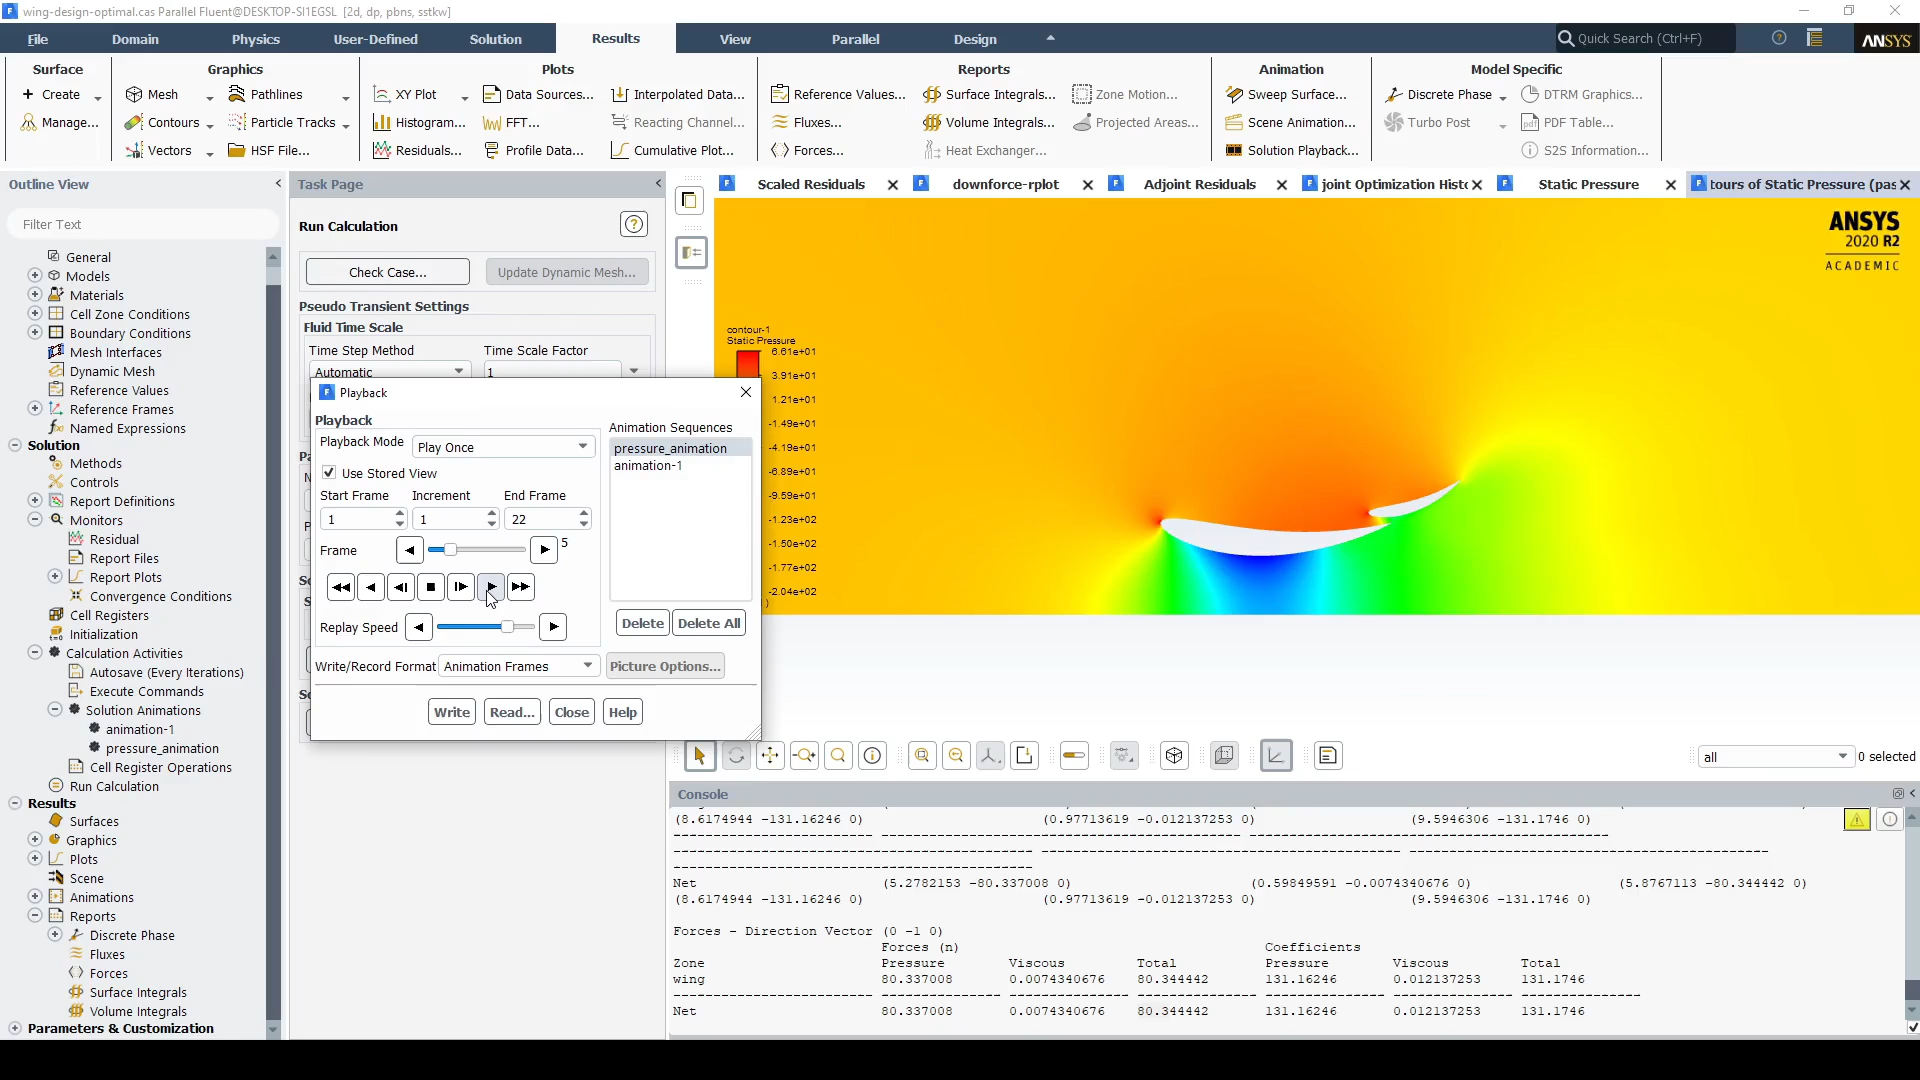 wing-design-optimal.cas Parallel Fluent@DESKTOP-SI1EGSL [2d, dp, pbns, sstkw]
File Domain Physics User-Defined Solution Results View Parallel Design Quick Search (Ctrl+F) ANSYS
Surface Graphics Plots Reports Animation Model Specific
Create Mesh Pathlines XY Plot Data Sources... Interpolated Data... Reference Values... Surface Integrals... Zone Motion... Sweep Surface... Discrete Phase DTRM Graphics...
Manage... Contours Particle Tracks Histogram... FFT... Reacting Channel... Fluxes... Volume Integrals... Projected Areas... Scene Animation... Turbo Post PDF Table...
Vectors HSF File... Residuals... Profile Data... Cumulative Plot... Forces... Heat Exchanger... Solution Playback... S2S Information...
Outline View
Filter Text
General
Models
Materials
Cell Zone Conditions
Boundary Conditions
Mesh Interfaces
Dynamic Mesh
Reference Values
Reference Frames
Named Expressions
Solution
Methods
Controls
Report Definitions
Monitors
Residual
Report Files
Report Plots
Convergence Conditions
Cell Registers
Initialization
Calculation Activities
Autosave (Every Iterations)
Execute Commands
Solution Animations
animation-1
pressure_animation
Cell Register Operations
Run Calculation
Results
Surfaces
Graphics
Plots
Scene
Animations
Reports
Discrete Phase
Fluxes
Forces
Surface Integrals
Volume Integrals
Parameters & Customization
Task Page
Run Calculation
Check Case... Update Dynamic Mesh...
Pseudo Transient Settings
Fluid Time Scale
Time Step Method Time Scale Factor
Automatic 1
Playback
Playback
Playback Mode Play Once
Use Stored View
Start Frame Increment End Frame
1 1 22
Frame 5
Replay Speed
Animation Sequences
pressure_animation
animation-1
Delete Delete All
Write/Record Format Animation Frames Picture Options...
Write Read... Close Help
Scaled Residuals downforce-rplot Adjoint Residuals joint Optimization Histo Static Pressure tours of Static Pressure (pas
ANSYS
2020 R2
ACADEMIC
contour-1
Static Pressure
6.61e+01
3.91e+01
1.21e+01
-1.49e+01
-4.19e+01
-6.89e+01
-9.59e+01
-1.23e+02
-1.50e+02
-1.77e+02
-2.04e+02
all 0 selected
Console
(8.6174944 -131.16246 0) (0.97713619 -0.012137253 0) (9.5946306 -131.1746 0)
Net (5.2782153 -80.337008 0) (0.59849591 -0.0074340676 0) (5.8767113 -80.344442 0)
(8.6174944 -131.16246 0) (0.97713619 -0.012137253 0) (9.5946306 -131.1746 0)
Forces - Direction Vector (0 -1 0)
Forces (n) Coefficients
Zone Pressure Viscous Total Pressure Viscous Total
wing 80.337008 0.0074340676 80.344442 131.16246 0.012137253 131.1746
Net 80.337008 0.0074340676 80.344442 131.16246 0.012137253 131.1746